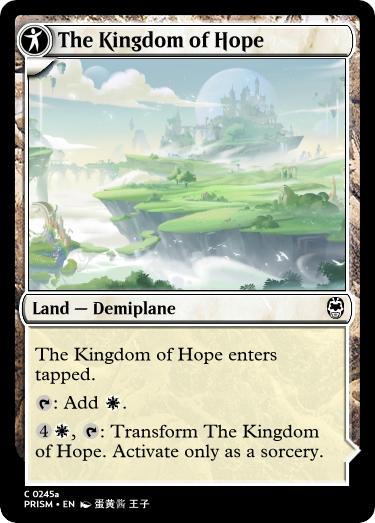 The Kingdom of Hope
Land — Demiplane
The Kingdom of Hope enters
tapped.
: Add .
4 , : Transform The Kingdom
of Hope. Activate only as a sorcery.
C 0245a
PRISM • EN 蛋黄酱 王子